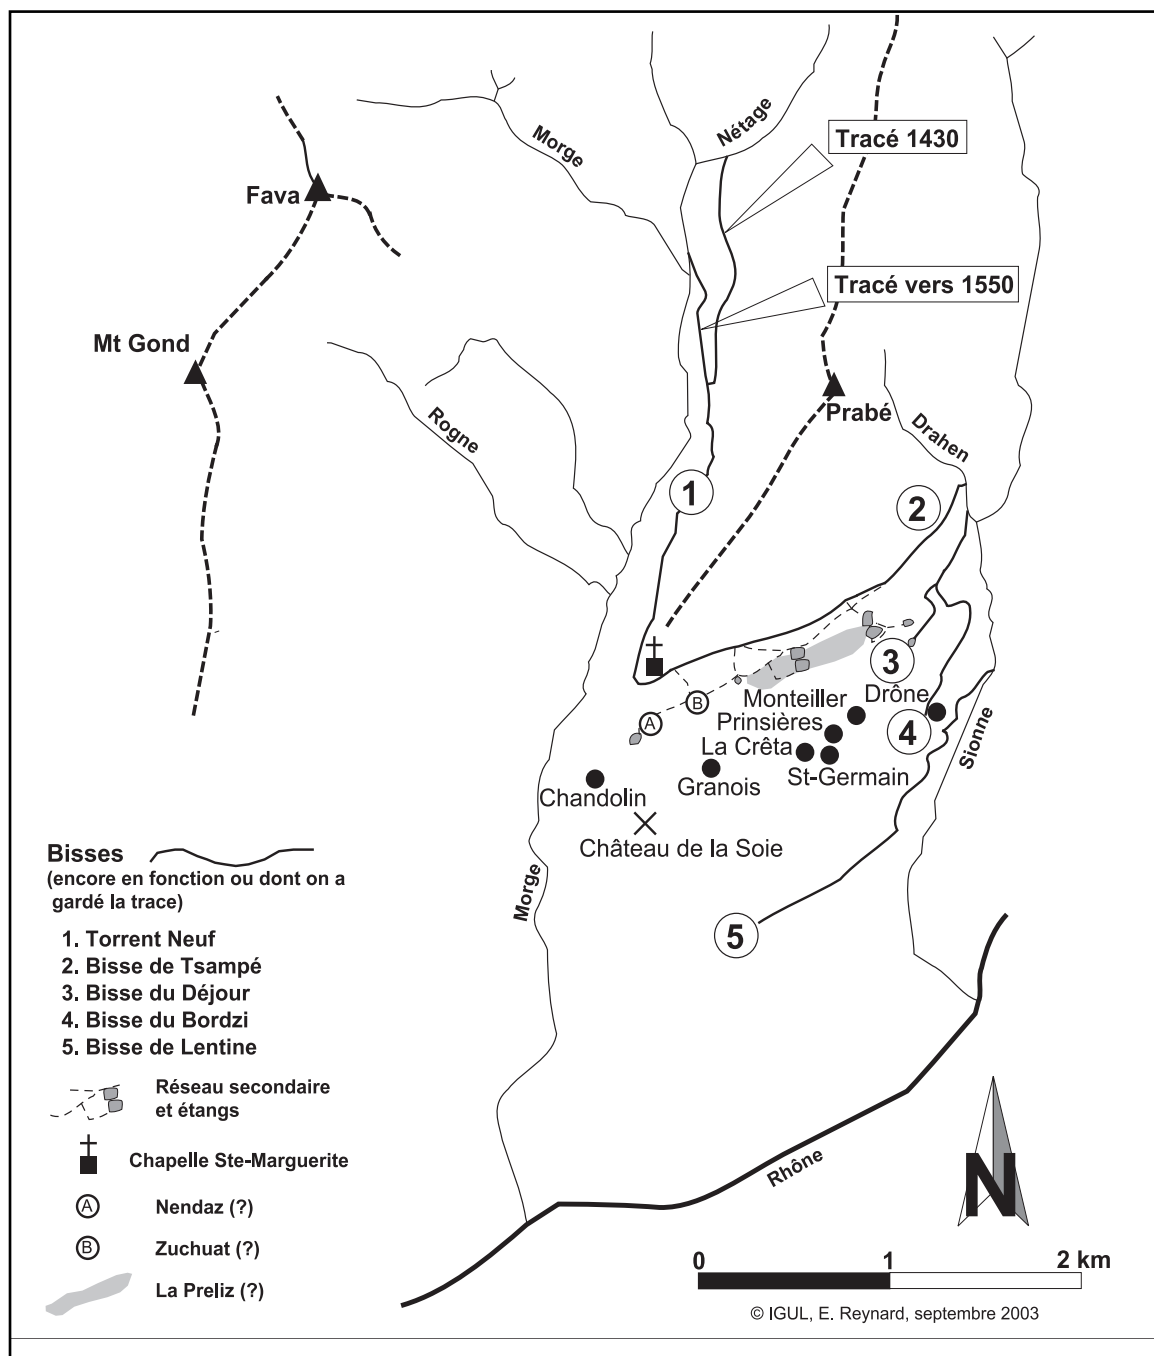 Nétage
Morge
Tracé 1430
Fava
Tracé vers 1550
Mt Gond
Prabé
Rogne
Drahen
1
2
3
Monteiller
Drône
B
A
Prinsières
4
La Crêta
Sionne
St-Germain
Granois
Chandolin
Château de la Soie
Morge
5
Bisses
(encore en fonction ou dont on a
gardé la trace)
1. Torrent Neuf
2. Bisse de Tsampé
3. Bisse du Déjour
4. Bisse du Bordzi
5. Bisse de Lentine
Réseau secondaire
et étangs
Chapelle Ste-Marguerite
A Nendaz (?)
B Zuchuat (?)
La Preliz (?)
Rhône
N
0 1 2 km
© IGUL, E. Reynard, septembre 2003